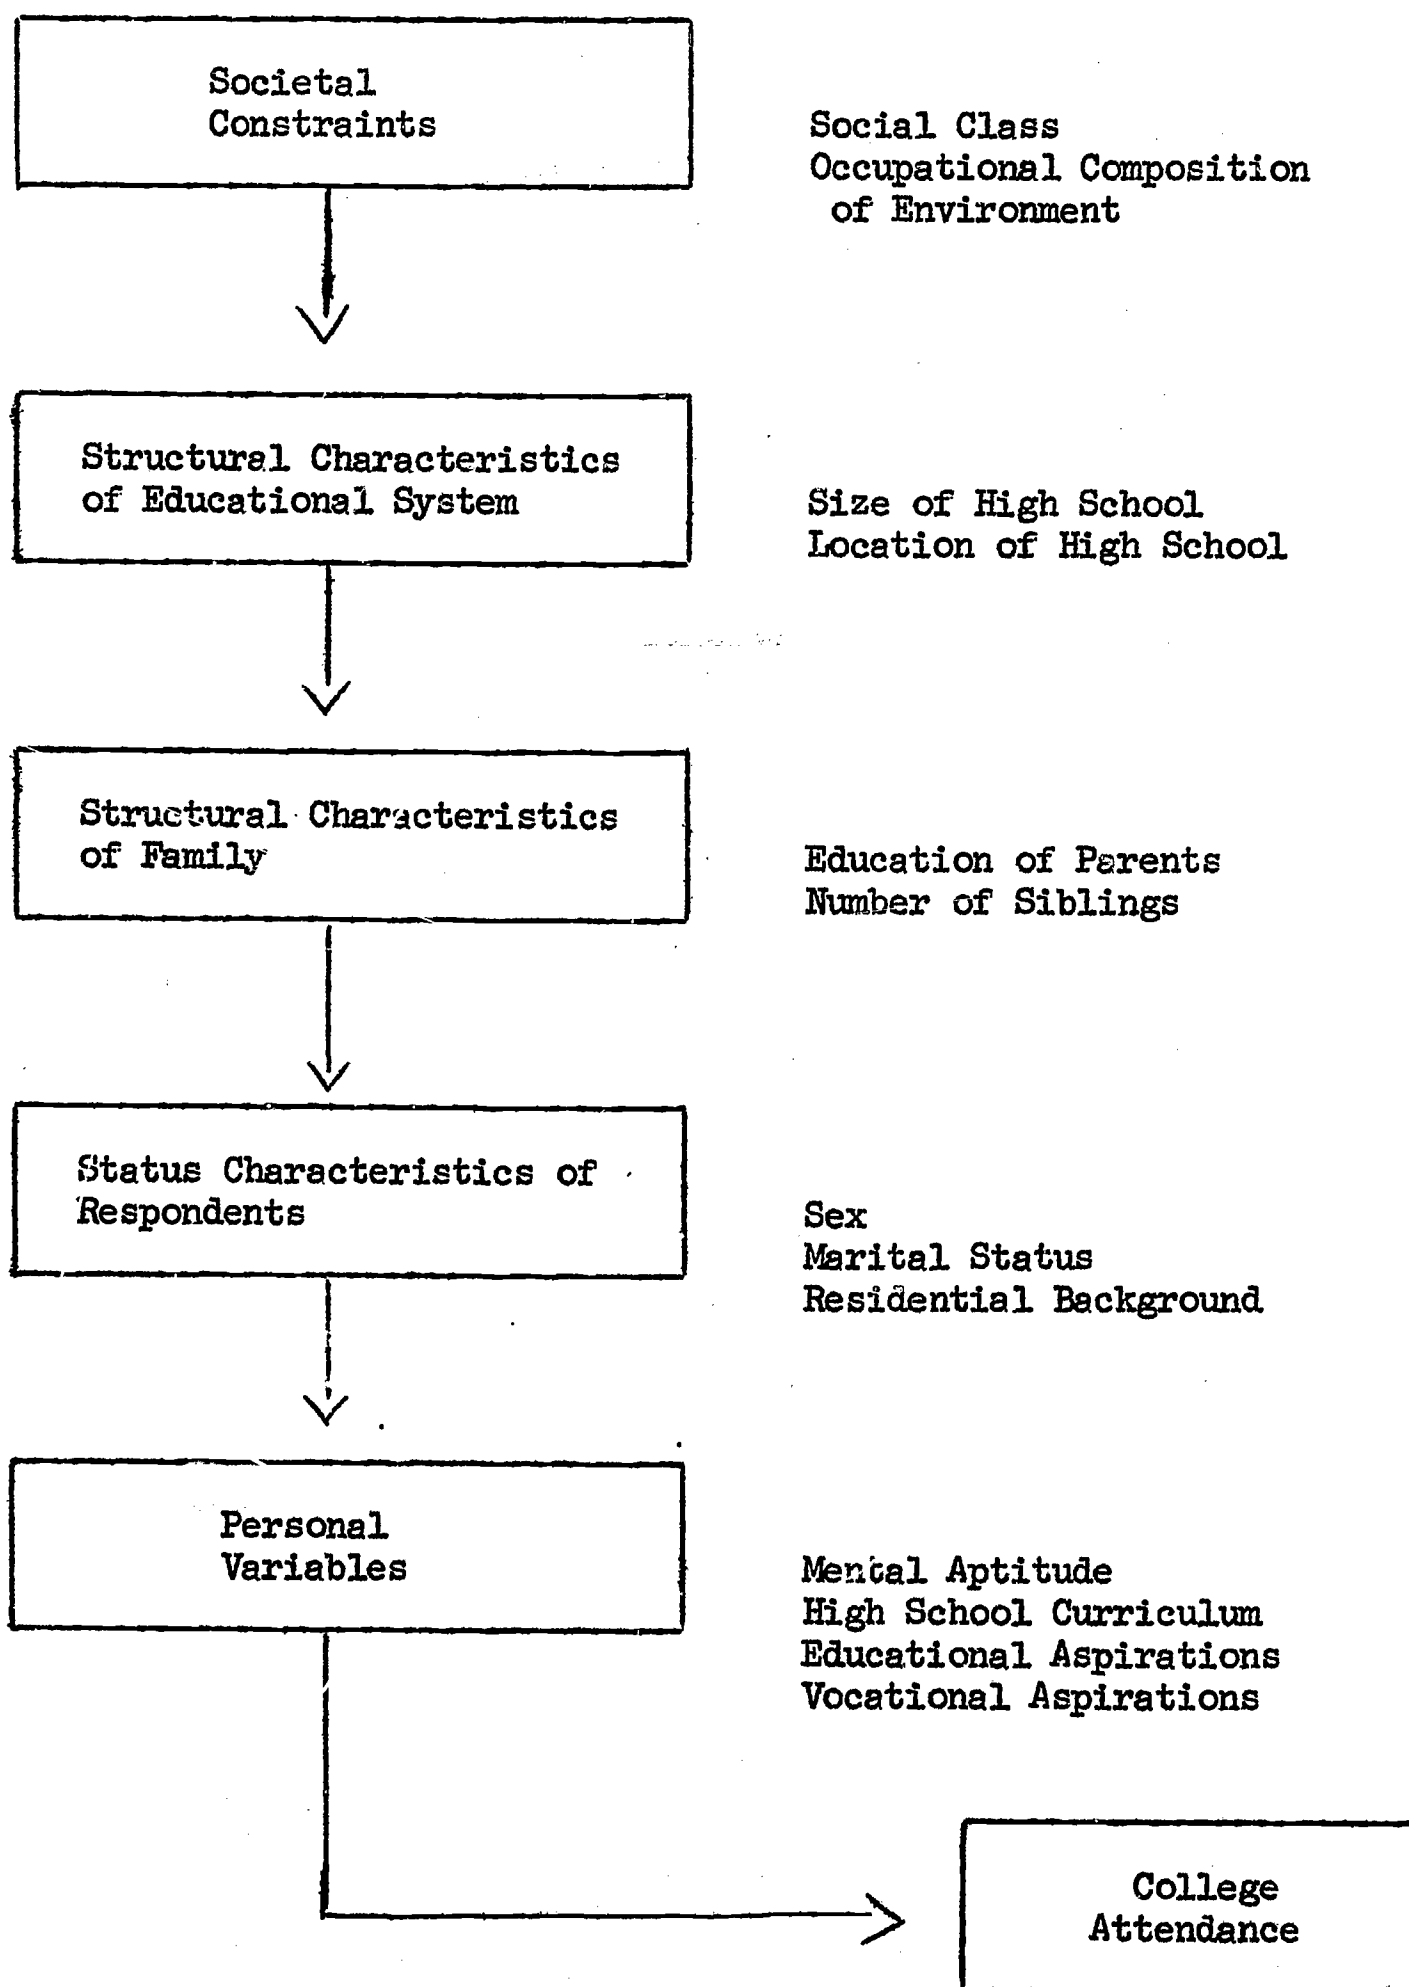 Societal
Constraints
Social Class
Occupational Composition
of Environment
Structural Characteristics
of Educational System
Size of High School
Location of High School
Structural Characteristics
of Family
Education of Parents
Number of Siblings
Status Characteristics of
Respondents
Sex
Marital Status
Residential Background
Personal
Variables
Mental Aptitude
High School Curriculum
Educational Aspirations
Vocational Aspirations
College
Attendance